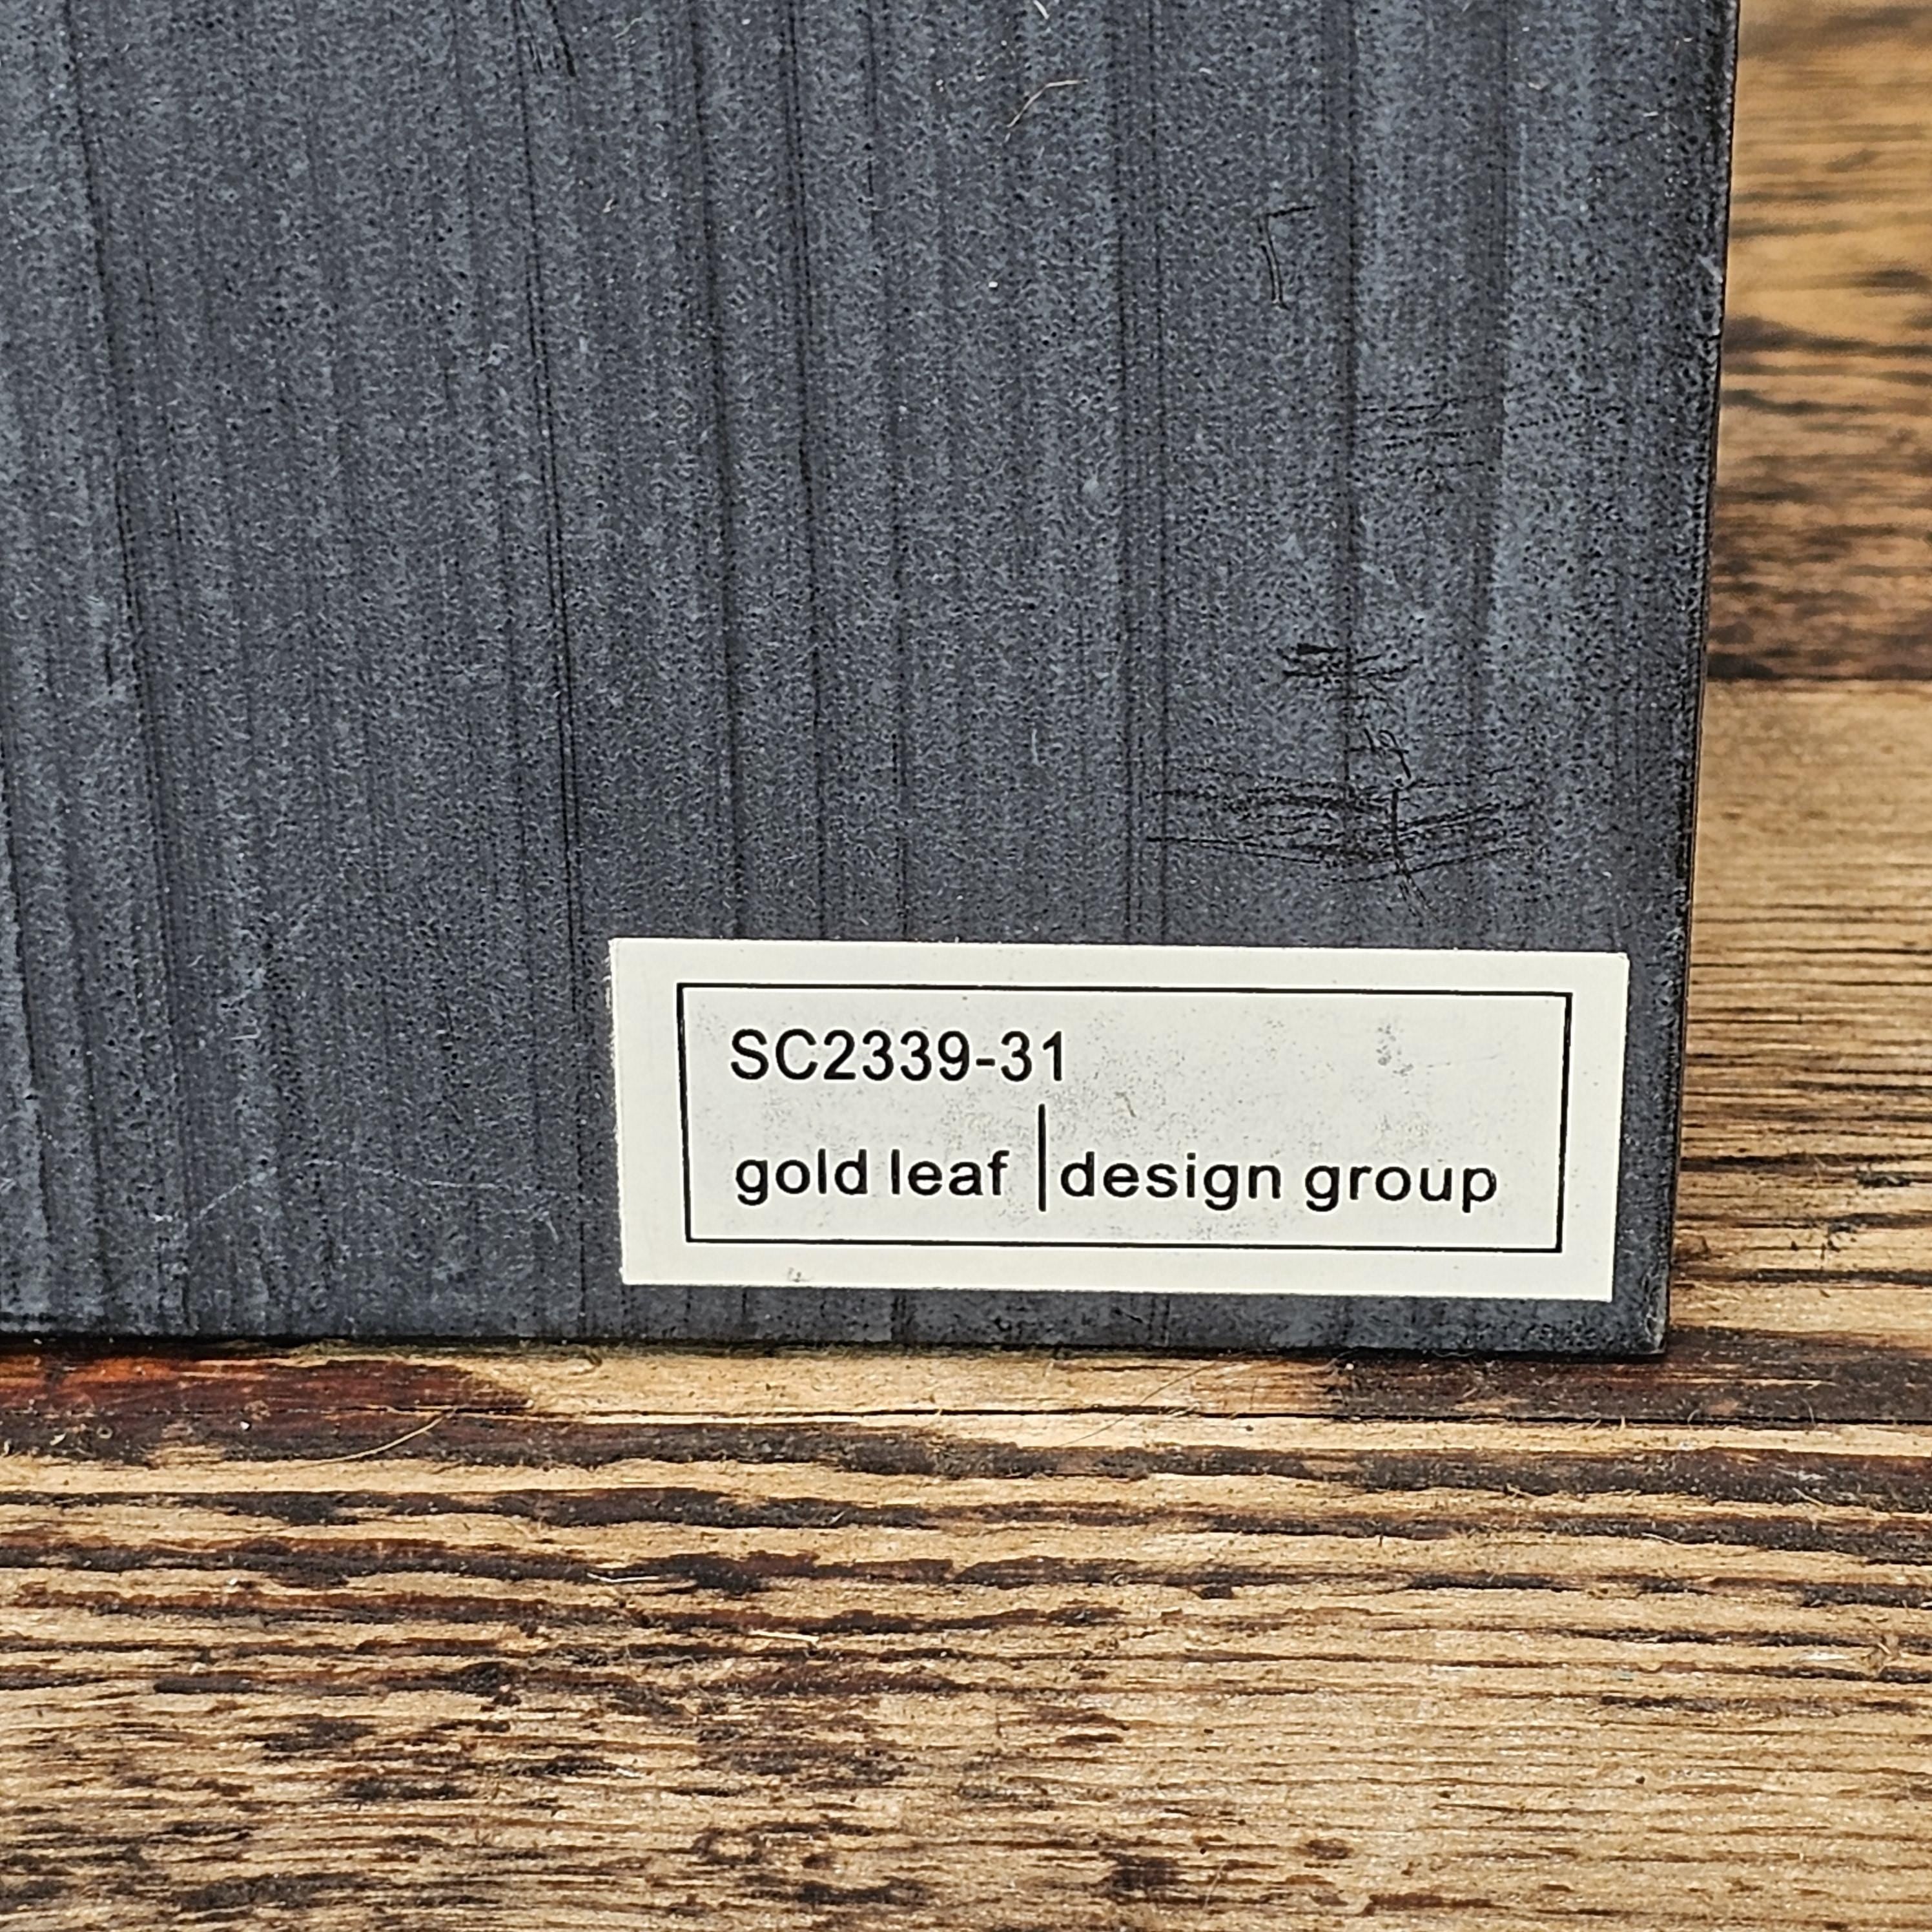 SC2339-31
gold leaf | design group